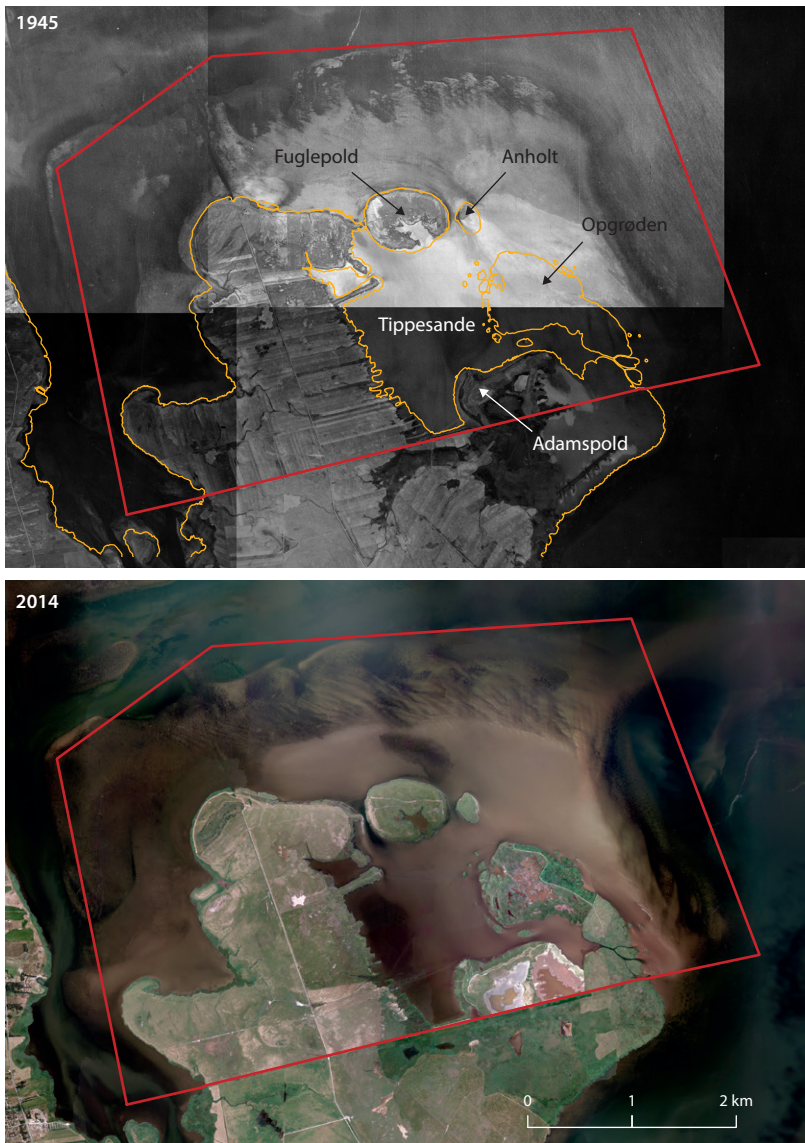 1945
Fuglepold
Anholt
Opgrøden
Tippesande
Adamspold
2014
0
1
2 km